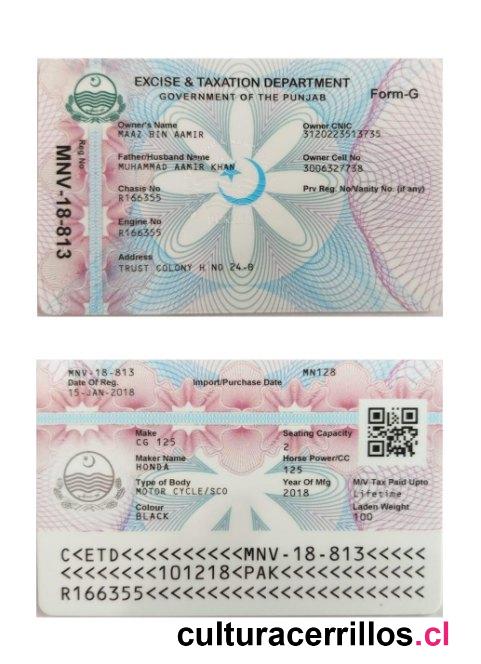 EXCISE & TAXATION DEPARTMENT
GOVERNMENT OF THE PUNJAB
Form-G
Reg No
MNV-18-813
Owner's Name
MAAZ BIN AAMIR
Owner CNIC
3120223513735
Father/Husband Name
MUHAMMAD AAMIR KHAN
Owner Cell No
3006327738
Chasis No
R166355
Prv Reg. No/Vanity No. (if any)
Engine No
R166355
Address
TRUST COLONY H NO 24-B
MNV-18-813
MN128
Date Of Reg.
Import/Purchase Date
15-JAN-2018
Make
CG 125
Seating Capacity
2
Maker Name
HONDA
Horse Power/CC
125
Type of Body
MOTOR CYCLE/SCO
Year Of Mfg
2018
M/V Tax Paid Upto
Lifetime
Colour
BLACK
Laden Weight
100
C<ETD<<<<<<<<<<MNV-18-813<<<<<
<<<<<<<<101218<PAK<<<<<<<<<<<<
R166355<<<<<<<<<<<<<<<<<<<<<<<
culturacerrillos.cl